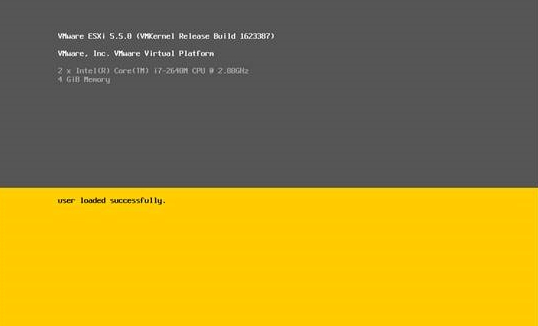 VMware ESXi 5.5.0 (VMKernel Release Build 1623387)
VMware, Inc. VMware Virtual Platform
2 x Intel(R) Core(TM) i7-2640M CPU @ 2.80GHz
4 GiB Memory
user loaded successfully.